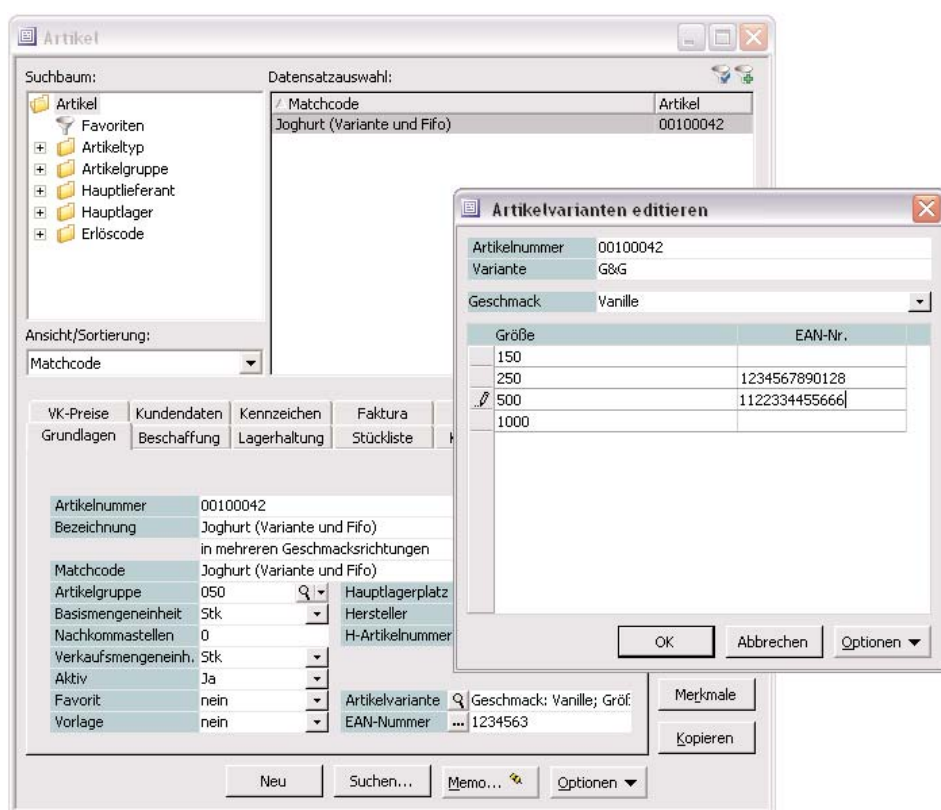 Artikel
Suchbaum:
Datensatzauswahl:
Artikel
Favoriten
Artikeltyp
Artikelgruppe
Hauptlieferant
Hauptlager
Erlöscode
Matchcode Artikel
Joghurt (Variante und Fifo) 00100042
Ansicht/Sortierung:
Matchcode
VK-Preise Kundendaten Kennzeichen Faktura
Grundlagen Beschaffung Lagerhaltung Stückliste
Artikelnummer 00100042
Bezeichnung Joghurt (Variante und Fifo)
in mehreren Geschmacksrichtungen
Matchcode Joghurt (Variante und Fifo)
Artikelgruppe 050 Hauptlagerplatz
Basismengeneinheit Stk Hersteller
Nachkommastellen 0 H-Artikelnummer
Verkaufsmengeneinh. Stk
Aktiv Ja
Favorit nein Artikelvariante Geschmack: Vanille; Größ
Vorlage nein EAN-Nummer ... 1234563
Merkmale
Kopieren
Neu Suchen... Memo... Optionen
Artikelvarianten editieren
Artikelnummer 00100042
Variante G&G
Geschmack Vanille
Größe EAN-Nr.
150
250 1234567890128
500 1122334455666
1000
OK Abbrechen Optionen